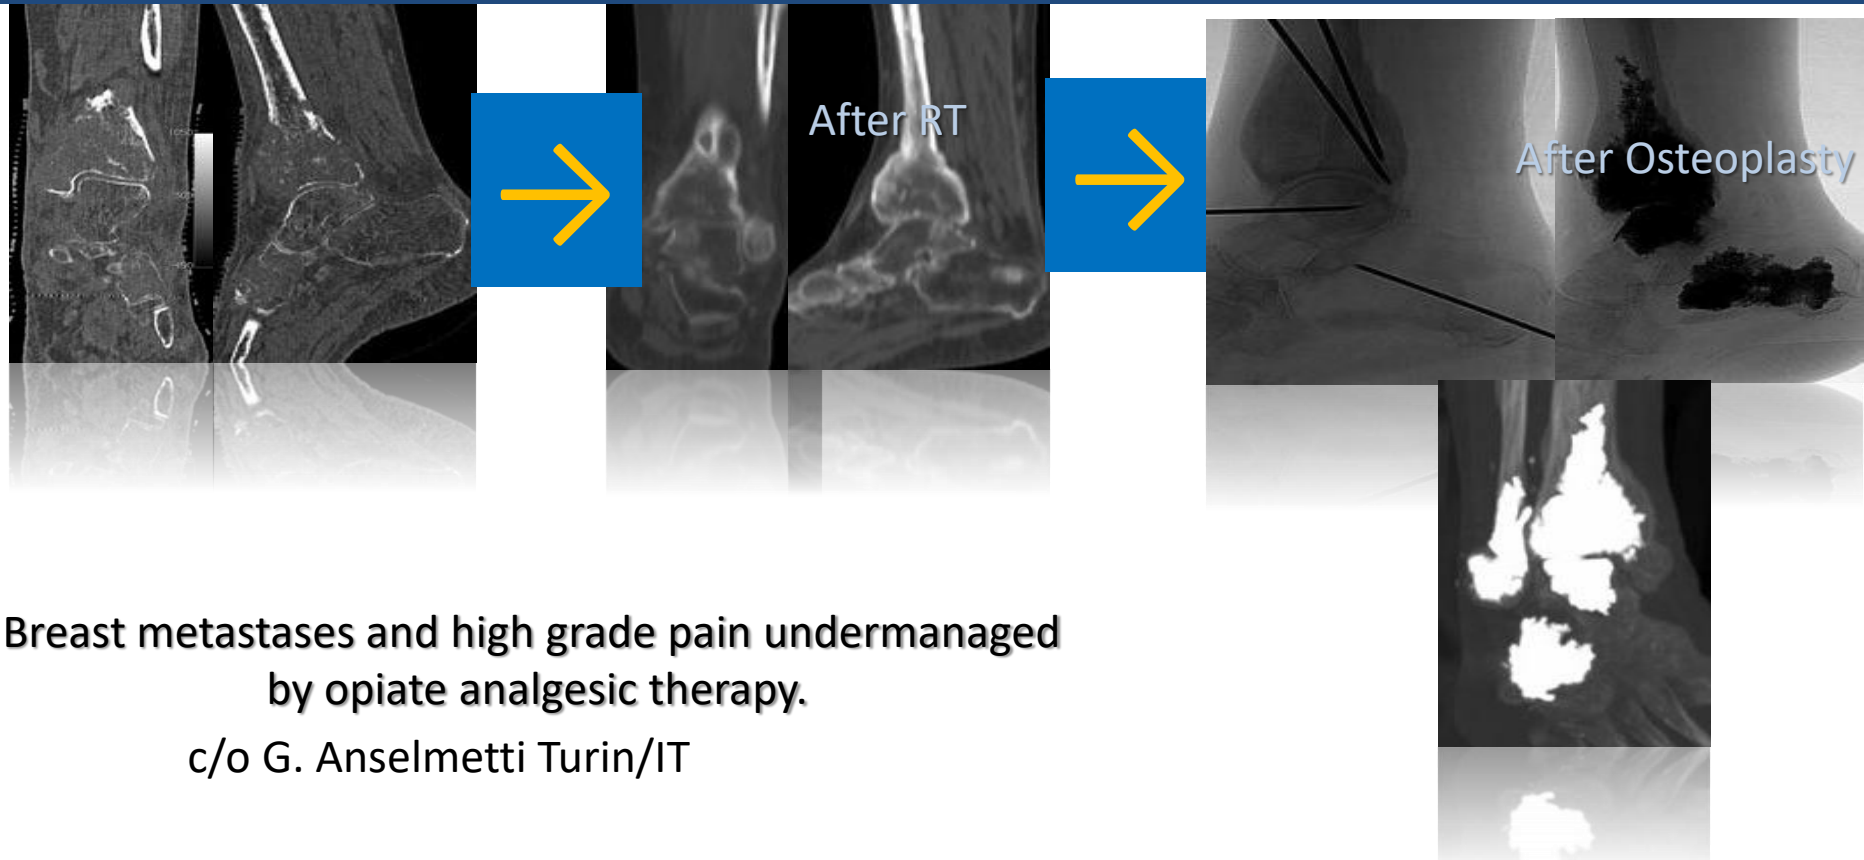 After RT
After Osteoplasty
Breast metastases and high grade pain undermanaged
by opiate analgesic therapy.
c/o G. Anselmetti Turin/IT